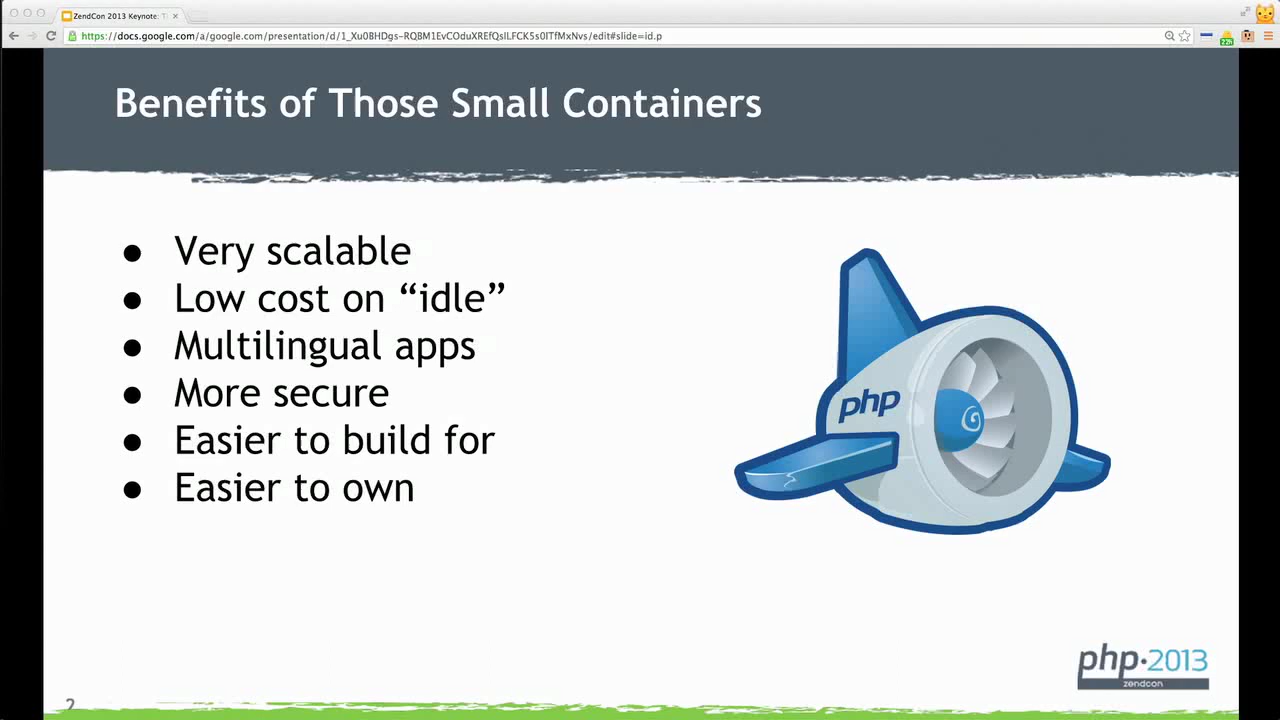 ZendCon 2013 Keynote: T
https://docs.google.com/a/google.com/presentation/d/1_Xu0BHDgs-RQBM1EvCOduXREfQsILFCK5s0ITfMxNvs/edit#slide=id.p
Benefits of Those Small Containers
● Very scalable
● Low cost on “idle”
● Multilingual apps
● More secure
● Easier to build for
● Easier to own
php
php·2013
zendcon
2